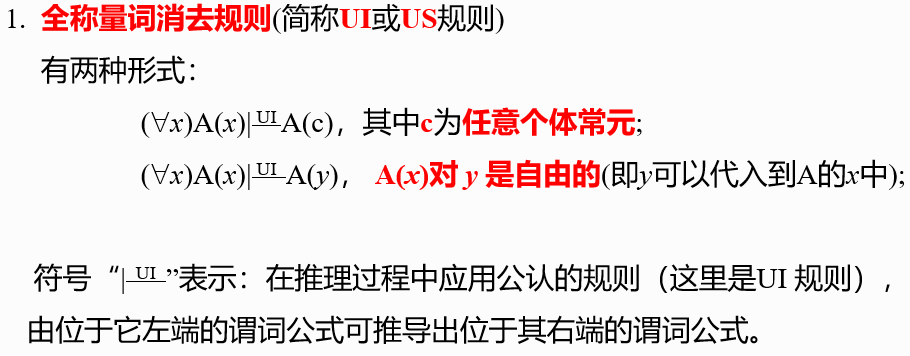 1. 全称量词消去规则(简称UI或US规则)
有两种形式：
(∀x)A(x)|UI A(c)，其中c为任意个体常元;
(∀x)A(x)|UI A(y)， A(x)对 y 是自由的(即y可以代入到A的x中);
符号“|UI”表示：在推理过程中应用公认的规则（这里是UI 规则），
由位于它左端的谓词公式可推导出位于其右端的谓词公式。